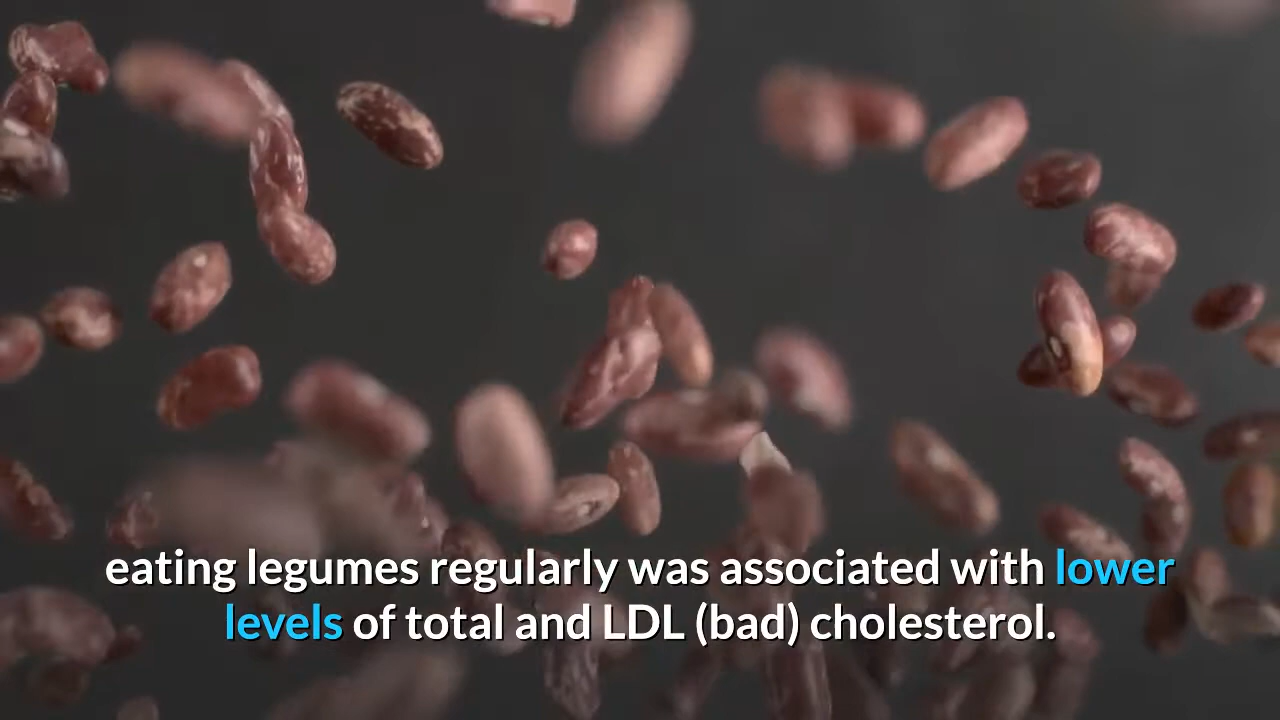 eating legumes regularly was associated with lower
levels of total and LDL (bad) cholesterol.